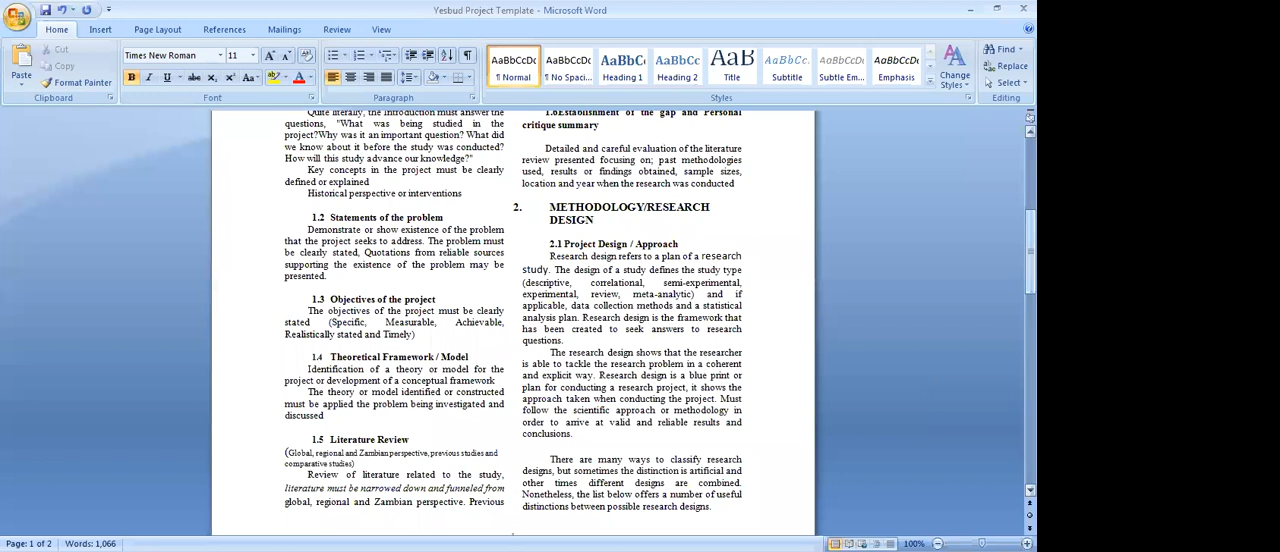 Yesbud Project Template - Microsoft Word
Home Insert Page Layout References Mailings Review View
Paste
Cut
Copy
Format Painter
Clipboard
Times New Roman 11
Font
Paragraph
AaBbCcDc AaBbCcDc AaBbC AaBbCc AaB AaBbCc. AaBbCcDc AaBbCcDc
¶ Normal ¶ No Spaci... Heading 1 Heading 2 Title Subtitle Subtle Em... Emphasis
Change
Styles
Styles
Find
Replace
Select
Editing
Quite literally, the Introduction must answer the
questions, "What was being studied in the
project?Why was it an important question? What did
we know about it before the study was conducted?
How will this study advance our knowledge?"
Key concepts in the project must be clearly
defined or explained
Historical perspective or interventions
1.2 Statements of the problem
Demonstrate or show existence of the problem
that the project seeks to address. The problem must
be clearly stated, Quotations from reliable sources
supporting the existence of the problem may be
presented.
1.3 Objectives of the project
The objectives of the project must be clearly
stated (Specific, Measurable, Achievable,
Realistically stated and Timely)
1.4 Theoretical Framework / Model
Identification of a theory or model for the
project or development of a conceptual framework
The theory or model identified or constructed
must be applied the problem being investigated and
discussed
1.5 Literature Review
(Global, regional and Zambian perspective, previous studies and
comparative studies)
Review of literature related to the study,
literature must be narrowed down and funneled from
global, regional and Zambian perspective. Previous
1.6Establishment of the gap and Personal
critique summary
Detailed and careful evaluation of the literature
review presented focusing on; past methodologies
used, results or findings obtained, sample sizes,
location and year when the research was conducted
2. METHODOLOGY/RESEARCH
DESIGN
2.1 Project Design / Approach
Research design refers to a plan of a research
study. The design of a study defines the study type
(descriptive, correlational, semi-experimental,
experimental, review, meta-analytic) and if
applicable, data collection methods and a statistical
analysis plan. Research design is the framework that
has been created to seek answers to research
questions.
The research design shows that the researcher
is able to tackle the research problem in a coherent
and explicit way. Research design is a blue print or
plan for conducting a research project, it shows the
approach taken when conducting the project. Must
follow the scientific approach or methodology in
order to arrive at valid and reliable results and
conclusions.
There are many ways to classify research
designs, but sometimes the distinction is artificial and
other times different designs are combined.
Nonetheless, the list below offers a number of useful
distinctions between possible research designs.
Page: 1 of 2 Words: 1,066
100%